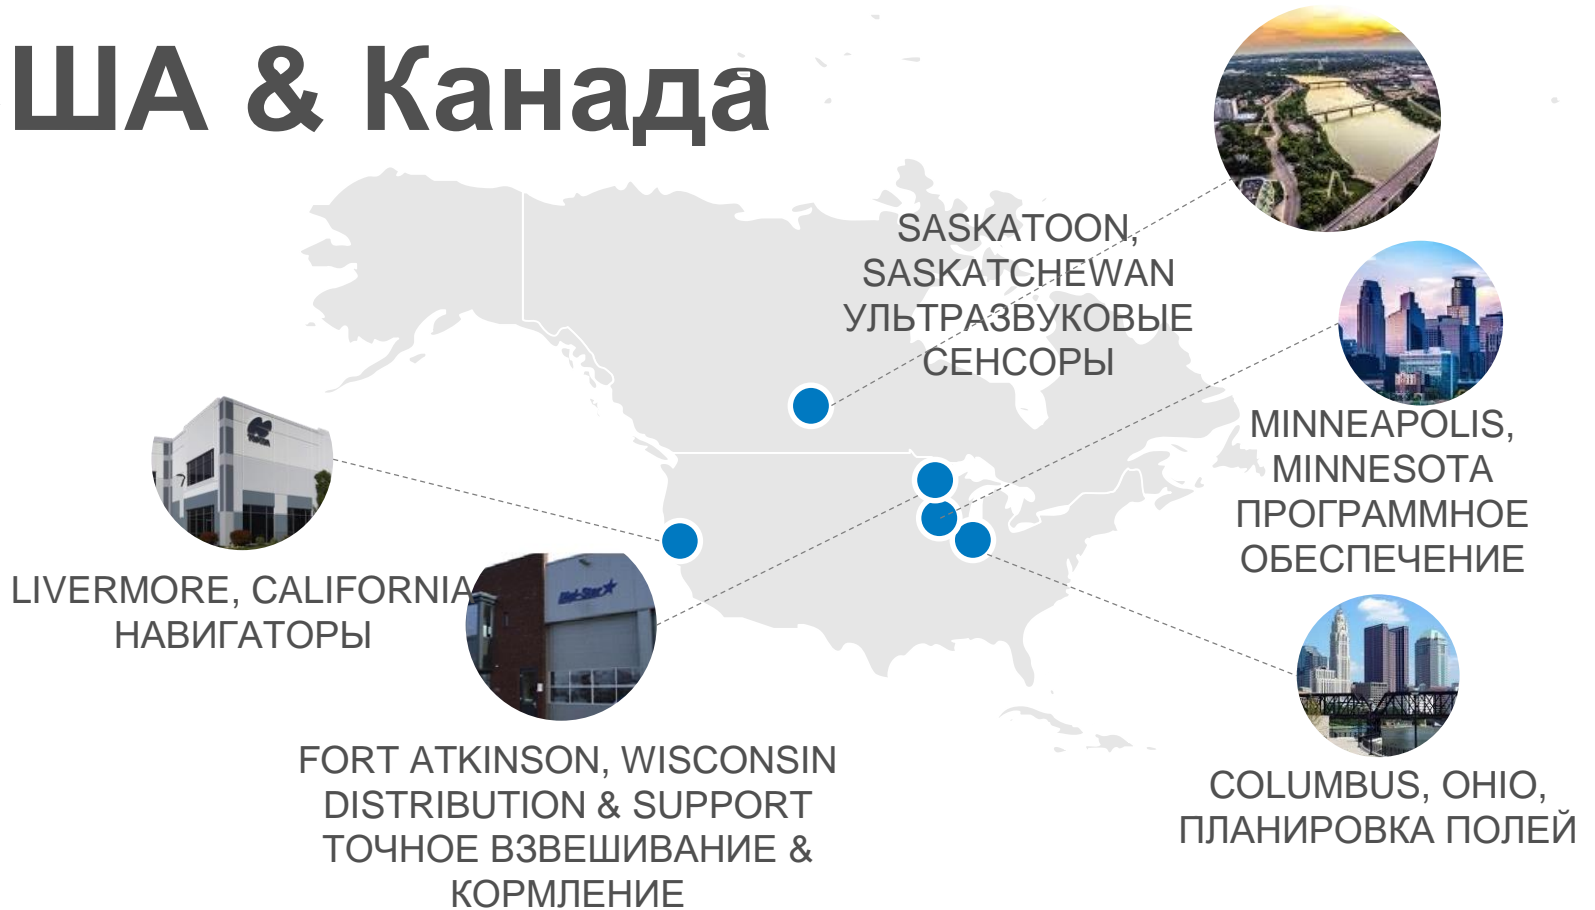 ША & Канада
SASKATOON,
SASKATCHEWAN
УЛЬТРАЗВУКОВЫЕ
СЕНСОРЫ
MINNEAPOLIS,
MINNESOTA
ПРОГРАММНОЕ
ОБЕСПЕЧЕНИЕ
LIVERMORE, CALIFORNIA
НАВИГАТОРЫ
FORT ATKINSON, WISCONSIN
DISTRIBUTION & SUPPORT
ТОЧНОЕ ВЗВЕШИВАНИЕ &
КОРМЛЕНИЕ
COLUMBUS, OHIO,
ПЛАНИРОВКА ПОЛЕЙ